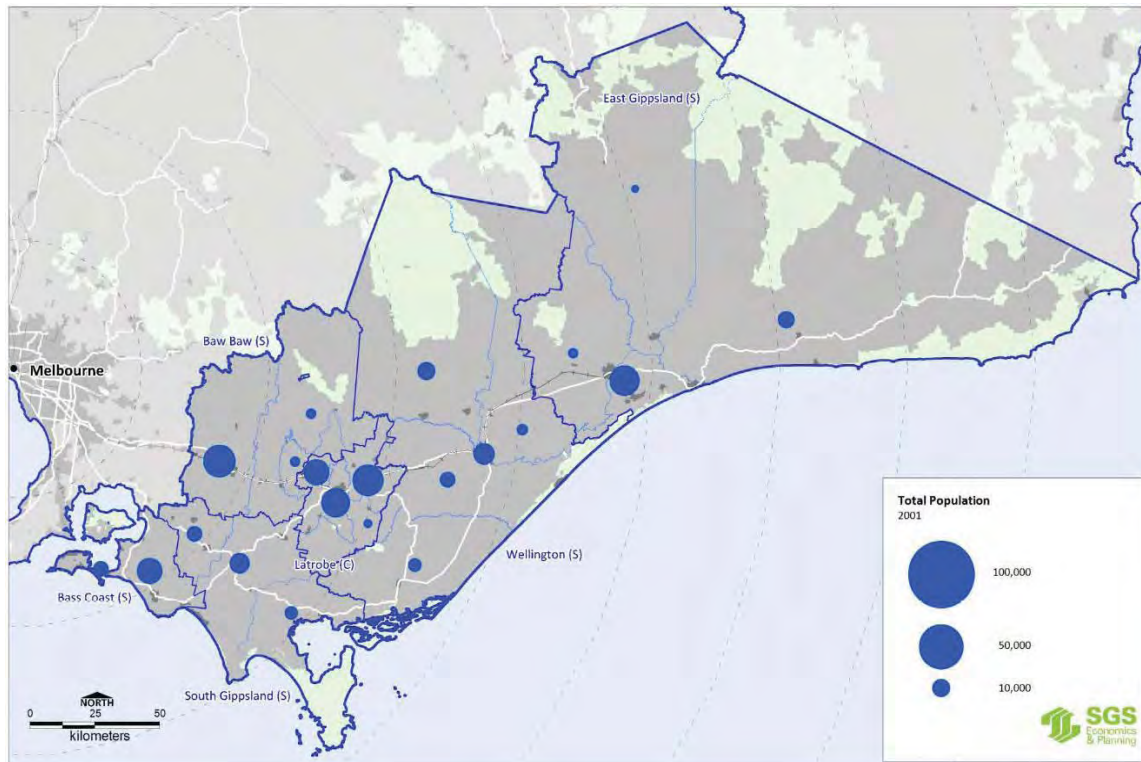 East Gippsland (S)
Baw Baw (S)
Melbourne
Wellington (S)
Latrobe (C)
Bass Coast (S)
South Gippsland (S)
NORTH
0 25 50
kilometers
Total Population
2001
100,000
50,000
10,000
SGS
Economics
& Planning